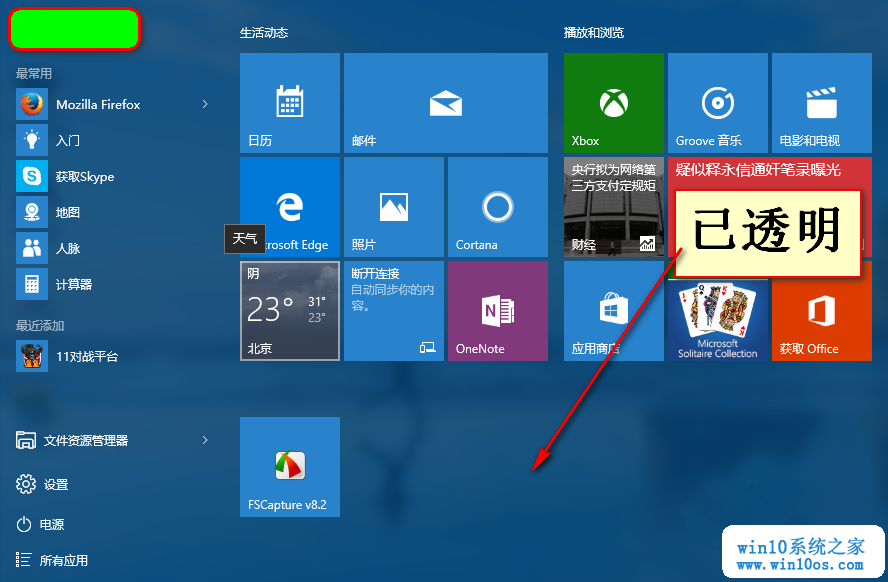 最常用
Mozilla Firefox
入门
获取Skype
地图
人脉
计算器
最近添加
11对战平台
文件资源管理器
设置
电源
所有应用
生活动态
日历
邮件
rosoft Edge
天气
照片
Cortana
阴
23°
31°
23°
北京
断开连接
自动同步你的内
容。
OneNote
FSCapture v8.2
播放和浏览
Xbox
Groove 音乐
电影和电视
央行拟为网络第
三方支付定规矩
财经
疑似释永信通奸笔录曝光
已透明
应用商店
Microsoft
Solitaire Collection
获取 Office
win10系统之家
www.win10os.com